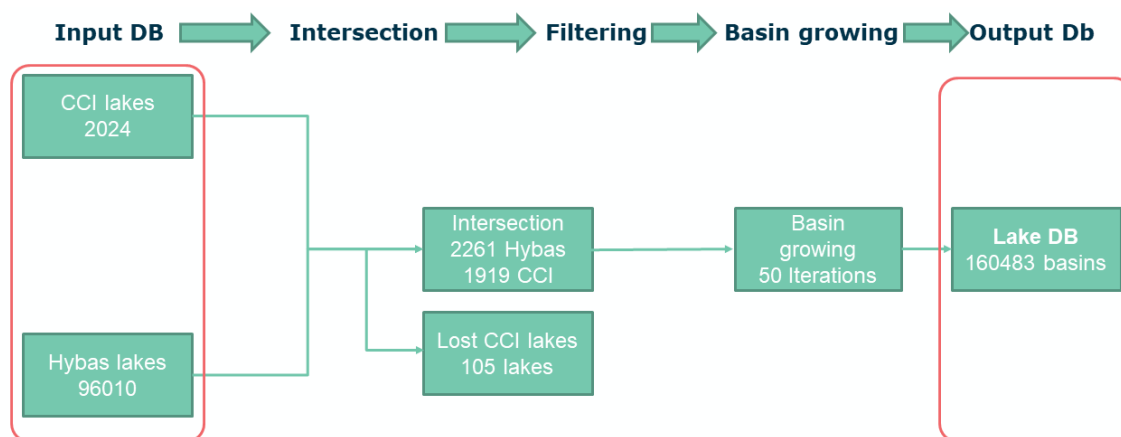 Input DB
Intersection
Filtering
Basin growing
Output Db
CCI lakes
2024
Intersection
2261 Hybas
1919 CCI
Basin
growing
50 Iterations
Lake DB
160483 basins
Lost CCI lakes
105 lakes
Hybas lakes
96010